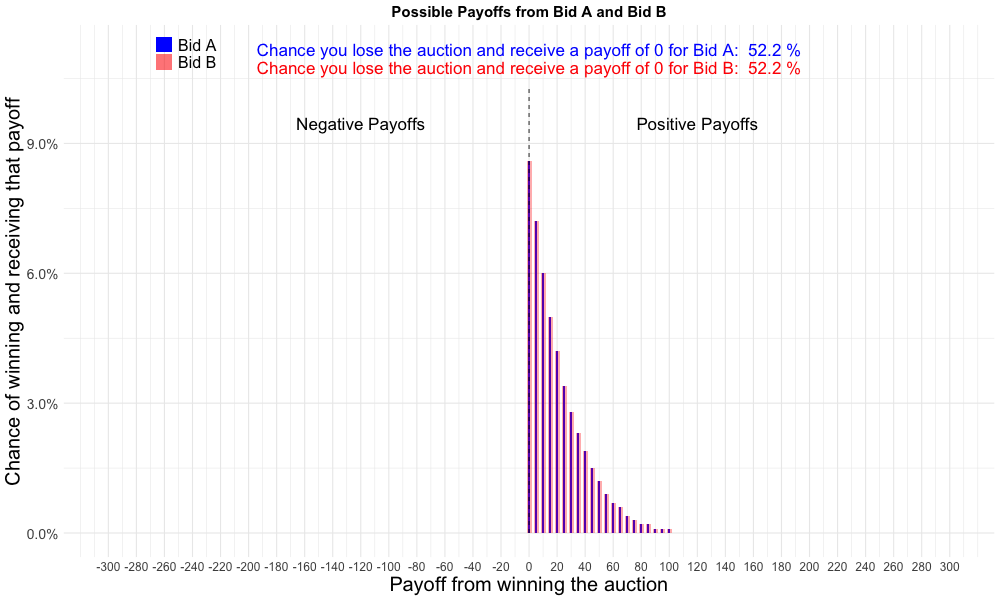 Possible Payoffs from Bid A and Bid B
Bid A
Bid B
Chance you lose the auction and receive a payoff of 0 for Bid A:  52.2 %
Chance you lose the auction and receive a payoff of 0 for Bid B:  52.2 %
Negative Payoffs
Positive Payoffs
Chance of winning and receiving that payoff
9.0%
6.0%
3.0%
0.0%
-300 -280 -260 -240 -220 -200 -180 -160 -140 -120 -100 -80 -60 -40 -20 0 20 40 60 80 100 120 140 160 180 200 220 240 260 280 300
Payoff from winning the auction